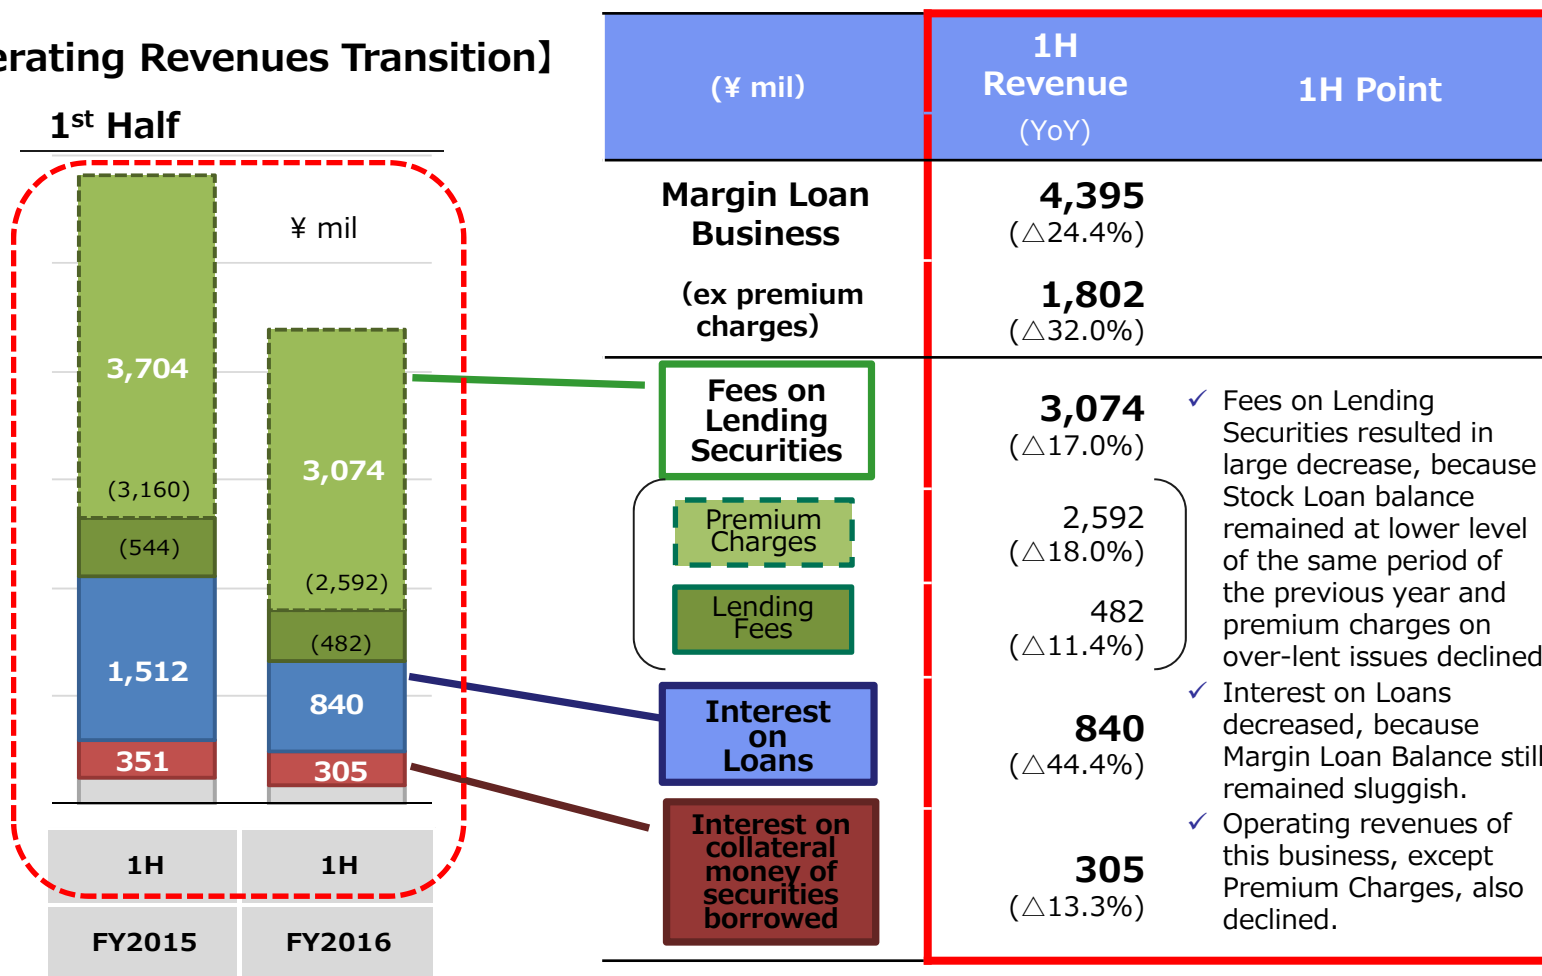 erating Revenues Transition】
1st Half
¥ mil
3,704
(3,160)
(544)
1,512
351
3,074
(2,592)
(482)
840
305
1H
1H
FY2015
FY2016
(¥ mil)
1H
Revenue
(YoY)
1H Point
Margin Loan
Business
4,395
(△24.4%)
(ex premium
charges)
1,802
(△32.0%)
Fees on
Lending
Securities
3,074
(△17.0%)
Premium
Charges
2,592
(△18.0%)
Lending
Fees
482
(△11.4%)
Interest
on
Loans
840
(△44.4%)
Interest on
collateral
money of
securities
borrowed
305
(△13.3%)
✓ Fees on Lending
Securities resulted in
large decrease, because
Stock Loan balance
remained at lower level
of the same period of
the previous year and
premium charges on
over-lent issues declined
✓ Interest on Loans
decreased, because
Margin Loan Balance still
remained sluggish.
✓ Operating revenues of
this business, except
Premium Charges, also
declined.